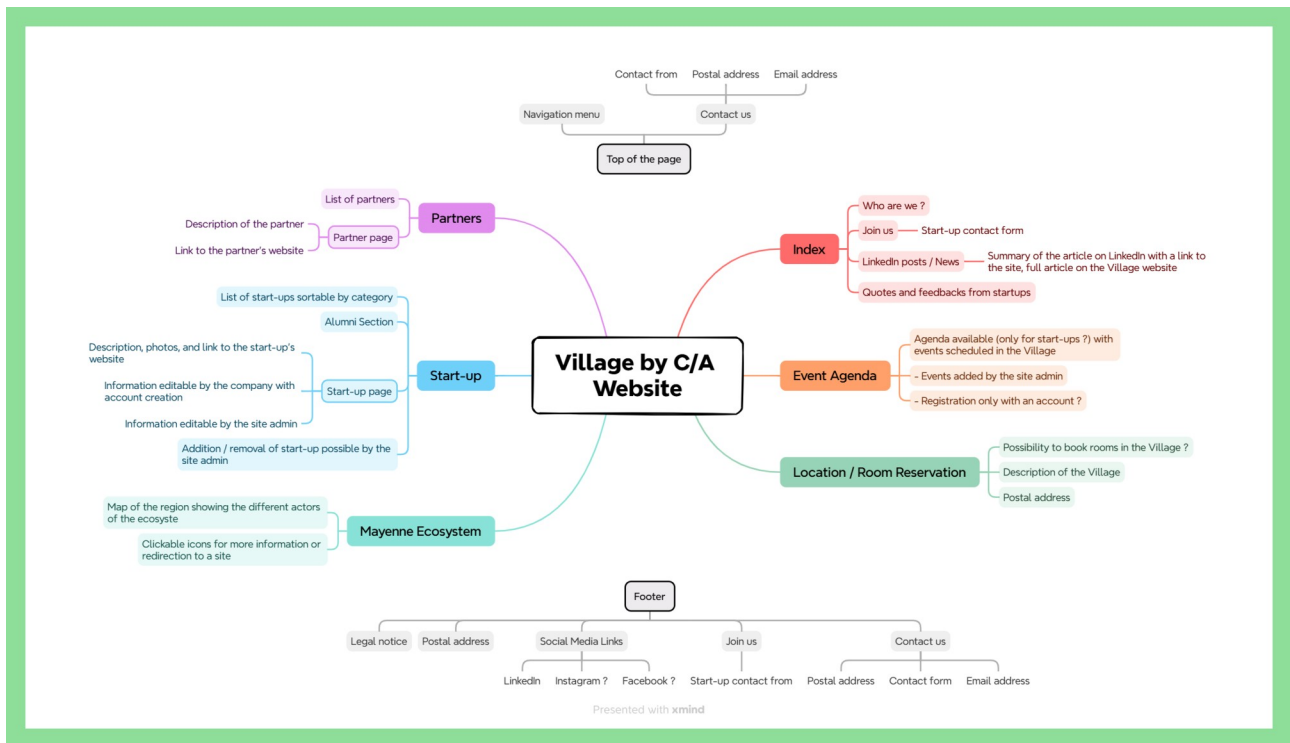 Contact from
Postal address
Email address
Navigation menu
Contact us
Top of the page
List of partners
Partners
Description of the partner
Partner page
Link to the partner's website
Who are we ?
Join us
Start-up contact form
Index
LinkedIn posts / News
Summary of the article on LinkedIn with a link to
the site, full article on the Village website
Quotes and feedbacks from startups
List of start-ups sortable by category
Alumni Section
Description, photos, and link to the start-up's
website
Start-up
Information editable by the company with
account creation
Start-up page
Information editable by the site admin
Addition / removal of start-up possible by the
site admin
Village by C/A
Website
Agenda available (only for start-ups ?) with
events scheduled in the Village
Event Agenda
- Events added by the site admin
- Registration only with an account ?
Possibility to book rooms in the Village ?
Location / Room Reservation
Description of the Village
Postal address
Map of the region showing the different actors
of the ecosyste
Mayenne Ecosystem
Clickable icons for more information or
redirection to a site
Footer
Legal notice
Postal address
Social Media Links
Join us
Contact us
LinkedIn
Instagram ?
Facebook ?
Start-up contact from
Postal address
Contact form
Email address
Presented with xmind